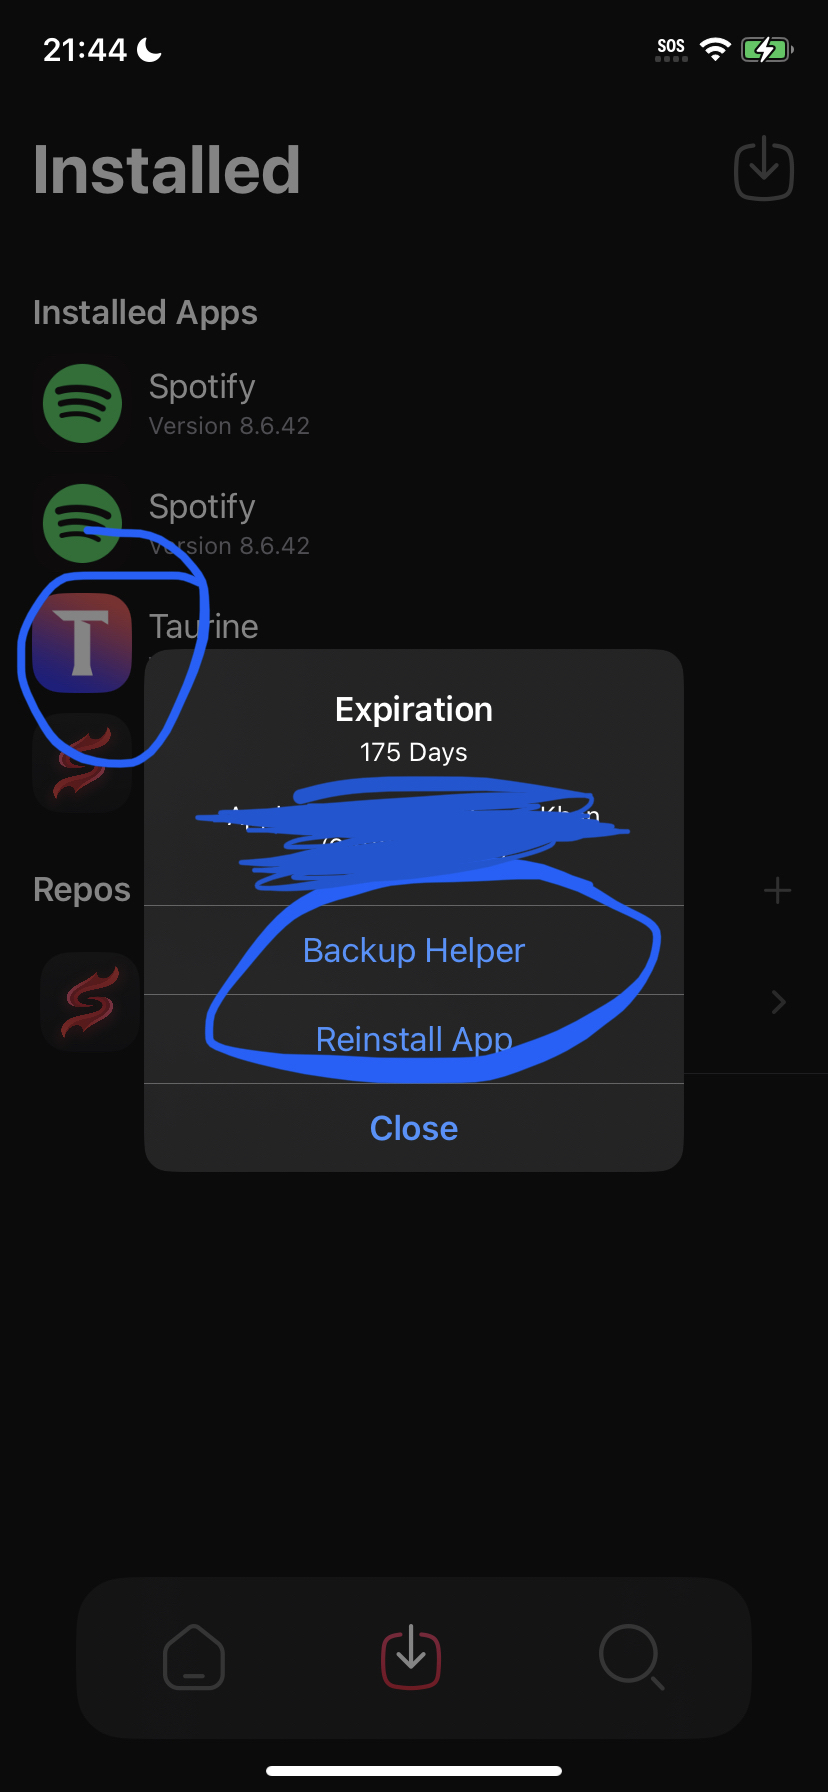 21:44
SOS
Installed
Installed Apps
Spotify
Version 8.6.42
Spotify
Version 8.6.42
T
Taurine
Expiration
175 Days
Repos
Backup Helper
Reinstall App
Close